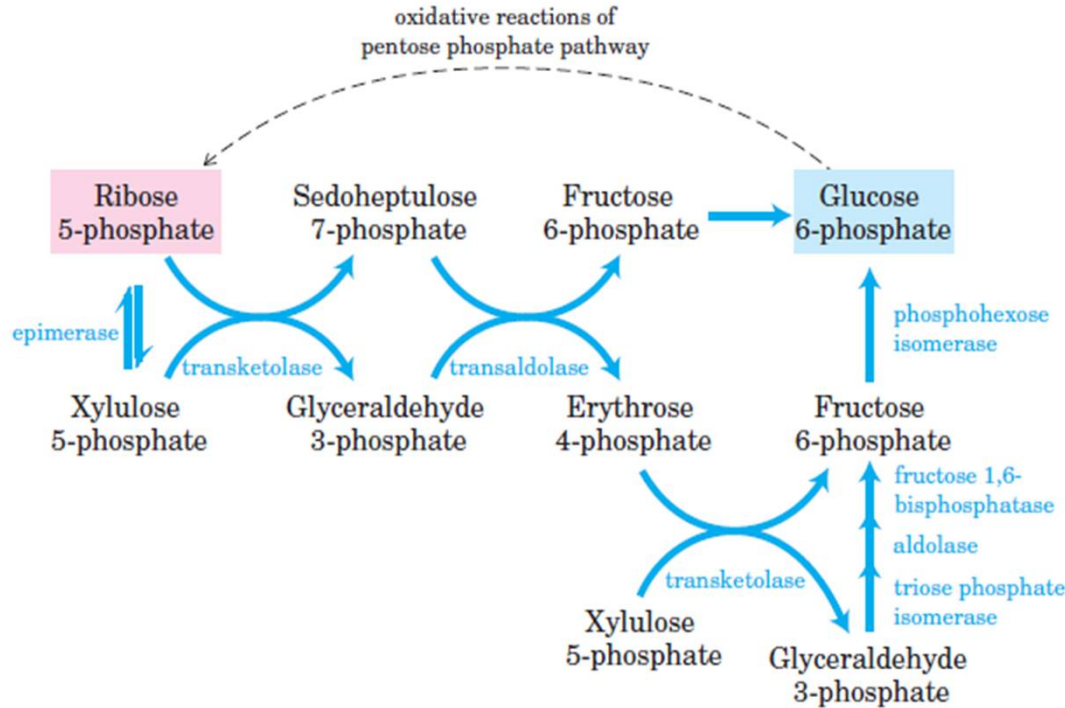 oxidative reactions of
pentose phosphate pathway
Ribose
5-phosphate
Sedoheptulose
7-phosphate
Fructose
6-phosphate
Glucose
6-phosphate
epimerase
transketolase
transaldolase
phosphohexose
isomerase
Xylulose
5-phosphate
Glyceraldehyde
3-phosphate
Erythrose
4-phosphate
Fructose
6-phosphate
fructose 1,6-
bisphosphatase
aldolase
transketolase
triose phosphate
isomerase
Xylulose
5-phosphate
Glyceraldehyde
3-phosphate